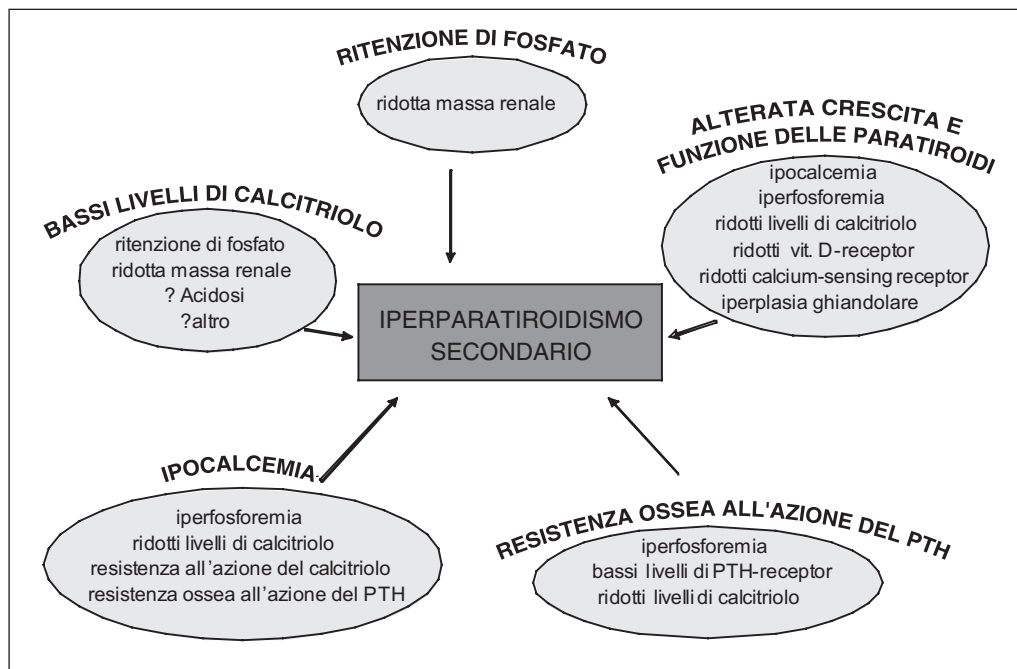 RITENZIONE DI FOSFATO
ridotta massa renale
ALTERATA CRESCITA E
FUNZIONE DELLE PARATIROIDI
ipocalcemia
iperfosforemia
ridotti livelli di calcitriolo
ridotti vit. D-receptor
ridotti calcium-sensing receptor
iperplasia ghiandolare
BASSI LIVELLI DI CALCITRIOLO
ritenzione di fosfato
ridotta massa renale
? Acidosi
?altro
IPERPARATIROIDISMO
SECONDARIO
IPOCALCEMIA
iperfosforemia
ridotti livelli di calcitriolo
resistenza all'azione del calcitriolo
resistenza ossea all'azione del PTH
RESISTENZA OSSEA ALL'AZIONE DEL PTH
iperfosforemia
bassi livelli di PTH-receptor
ridotti livelli di calcitriolo